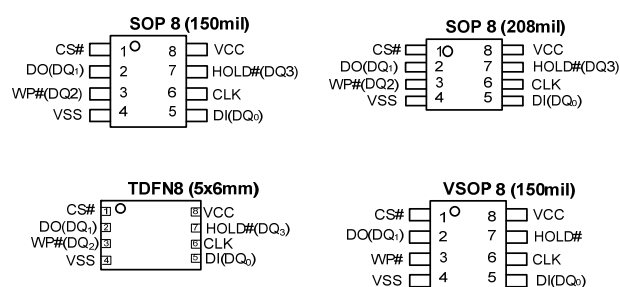 SOP 8 (150mil)
CS# 1 8 VCC
DO(DQ₁) 2 7 HOLD#(DQ3)
WP#(DQ2) 3 6 CLK
VSS 4 5 DI(DQ₀)
SOP 8 (208mil)
CS# 1 8 VCC
DO(DQ₁) 2 7 HOLD#(DQ3)
WP#(DQ2) 3 6 CLK
VSS 4 5 DI(DQ₀)
TDFN8 (5x6mm)
CS# 1 8 VCC
DO(DQ₁) 2 7 HOLD#(DQ₃)
WP#(DQ₂) 3 6 CLK
VSS 4 5 DI(DQ₀)
VSOP 8 (150mil)
CS# 1 8 VCC
DO(DQ₁) 2 7 HOLD#
WP# 3 6 CLK
VSS 4 5 DI(DQ₀)